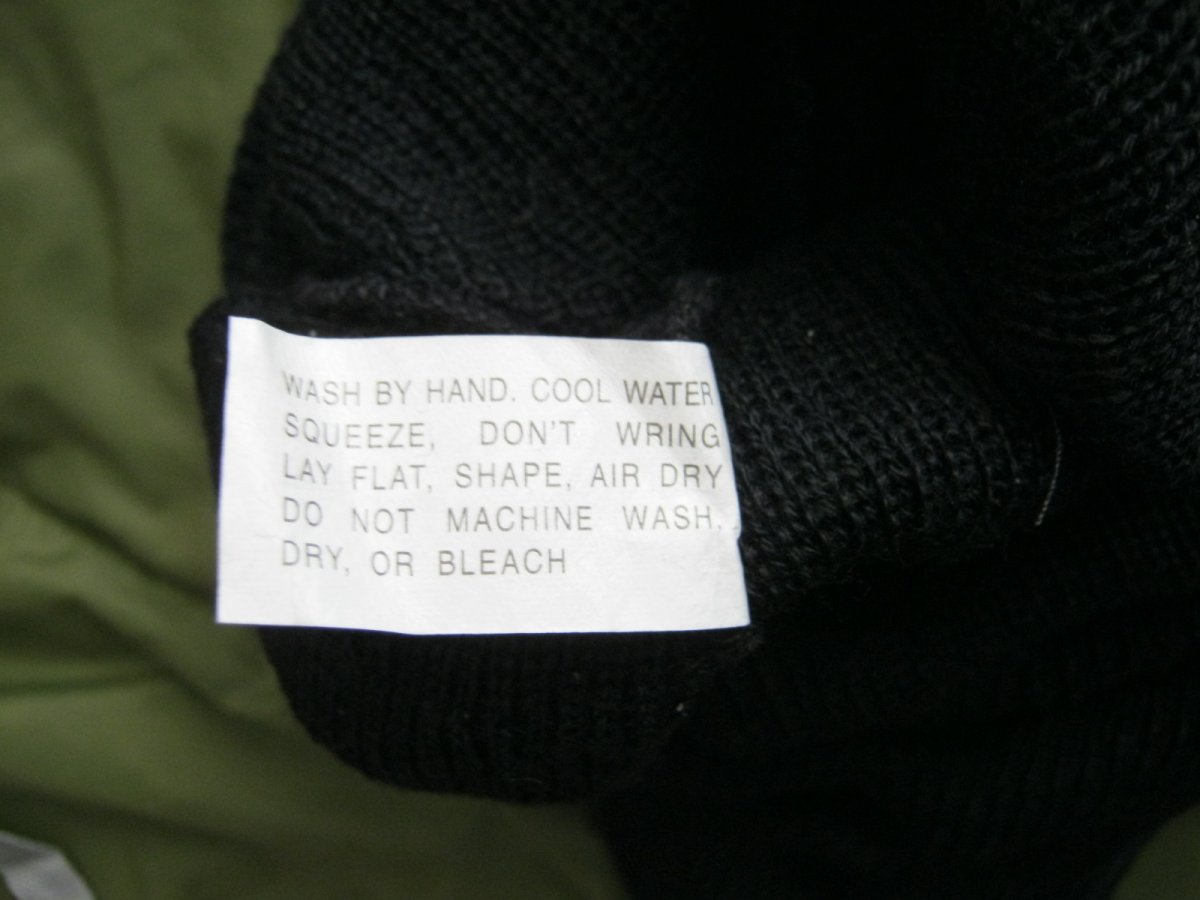 WASH BY HAND. COOL WATER
SQUEEZE, DON'T WRING
LAY FLAT, SHAPE, AIR DRY
DO NOT MACHINE WASH,
DRY, OR BLEACH